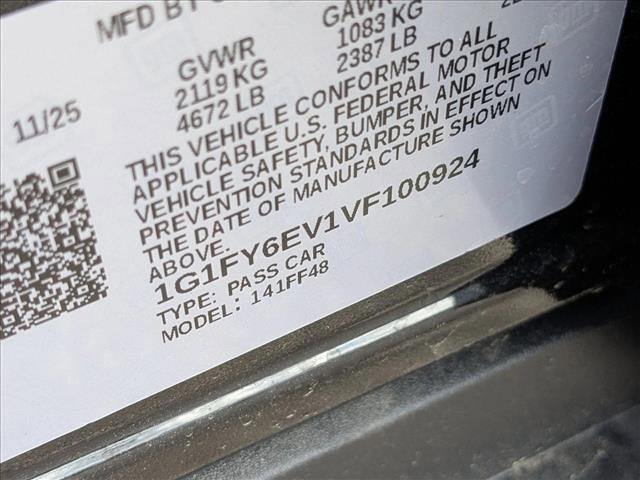 MFD BY
GVWR
2119 KG
4672 LB
GAWR
1083 KG
2387 LB
11/25
THIS VEHICLE CONFORMS TO ALL
APPLICABLE U.S. FEDERAL MOTOR
VEHICLE SAFETY, BUMPER, AND THEFT
PREVENTION STANDARDS IN EFFECT ON
THE DATE OF MANUFACTURE SHOWN
ABOVE.
1G1FY6EV1VF100924
TYPE: PASS CAR
MODEL: 141FF48